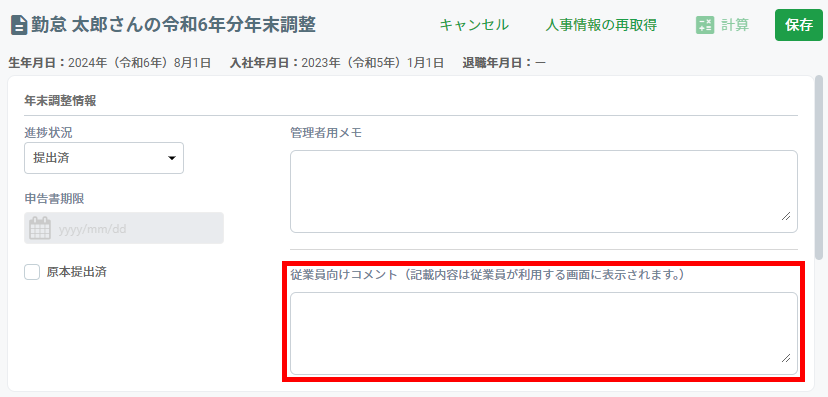 勤怠 太郎さんの令和6年分年末調整
キャンセル
人事情報の再取得
計算
保存
生年月日：2024年（令和6年）8月1日 入社年月日：2023年（令和5年）1月1日 退職年月日：―
年末調整情報
進捗状況
提出済
申告書期限
yyyy/mm/dd
原本提出済
管理者用メモ
従業員向けコメント（記載内容は従業員が利用する画面に表示されます。）